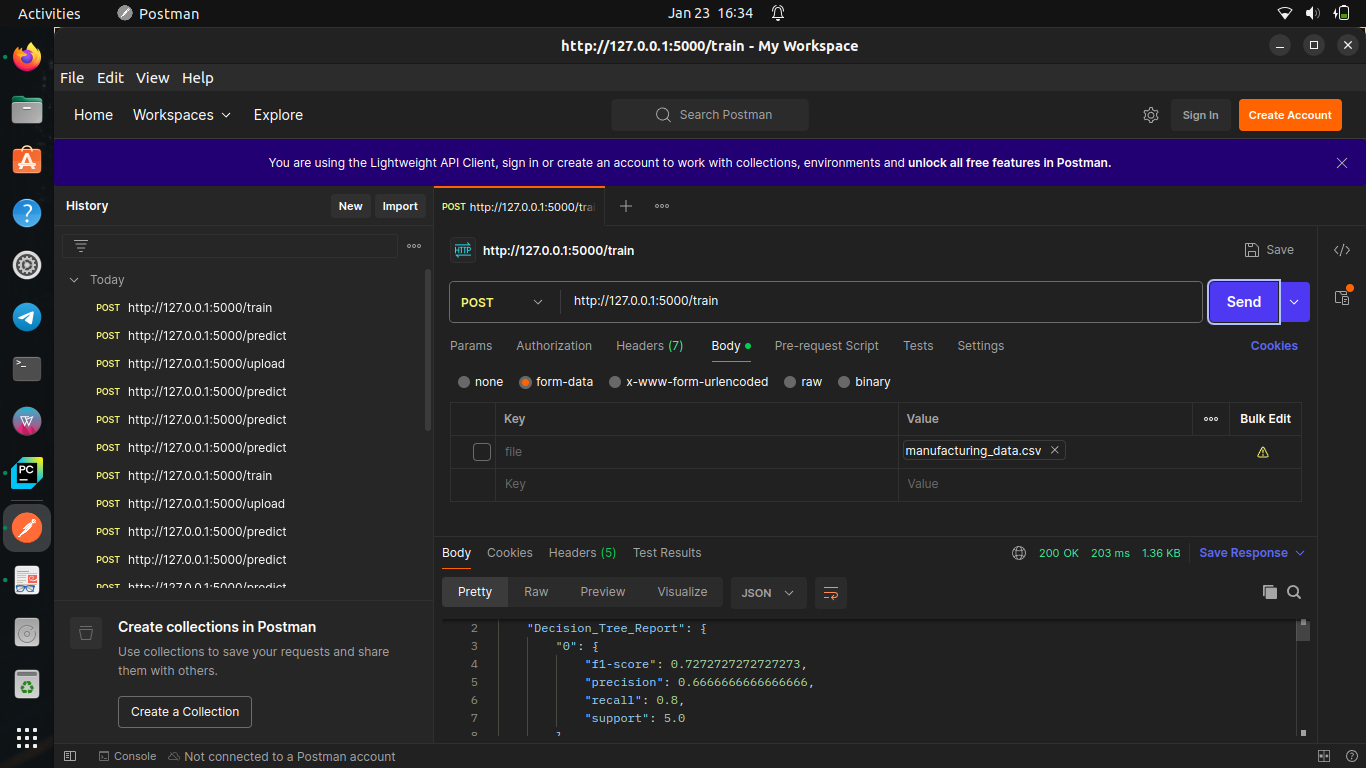 Activities Postman Jan 23 16:34
http://127.0.0.1:5000/train - My Workspace
File Edit View Help
Home Workspaces Explore Search Postman Sign In Create Account
You are using the Lightweight API Client, sign in or create an account to work with collections, environments and unlock all free features in Postman.
History New Import
Today
POST http://127.0.0.1:5000/train
POST http://127.0.0.1:5000/predict
POST http://127.0.0.1:5000/upload
POST http://127.0.0.1:5000/predict
POST http://127.0.0.1:5000/predict
POST http://127.0.0.1:5000/predict
POST http://127.0.0.1:5000/train
POST http://127.0.0.1:5000/upload
POST http://127.0.0.1:5000/predict
POST http://127.0.0.1:5000/predict
POST http://127.0.0.1:5000/predict
Create collections in Postman
Use collections to save your requests and share
them with others.
Create a Collection
POST http://127.0.0.1:5000/trai
HTTP http://127.0.0.1:5000/train Save
POST http://127.0.0.1:5000/train Send
Params Authorization Headers (7) Body Pre-request Script Tests Settings Cookies
none form-data x-www-form-urlencoded raw binary
Key Value Bulk Edit
file manufacturing_data.csv
Key Value
Body Cookies Headers (5) Test Results 200 OK 203 ms 1.36 KB Save Response
Pretty Raw Preview Visualize JSON
2 "Decision_Tree_Report": {
3 "0": {
4 "f1-score": 0.7272727272727273,
5 "precision": 0.6666666666666666,
6 "recall": 0.8,
7 "support": 5.0
8 }
Console Not connected to a Postman account
PC
W